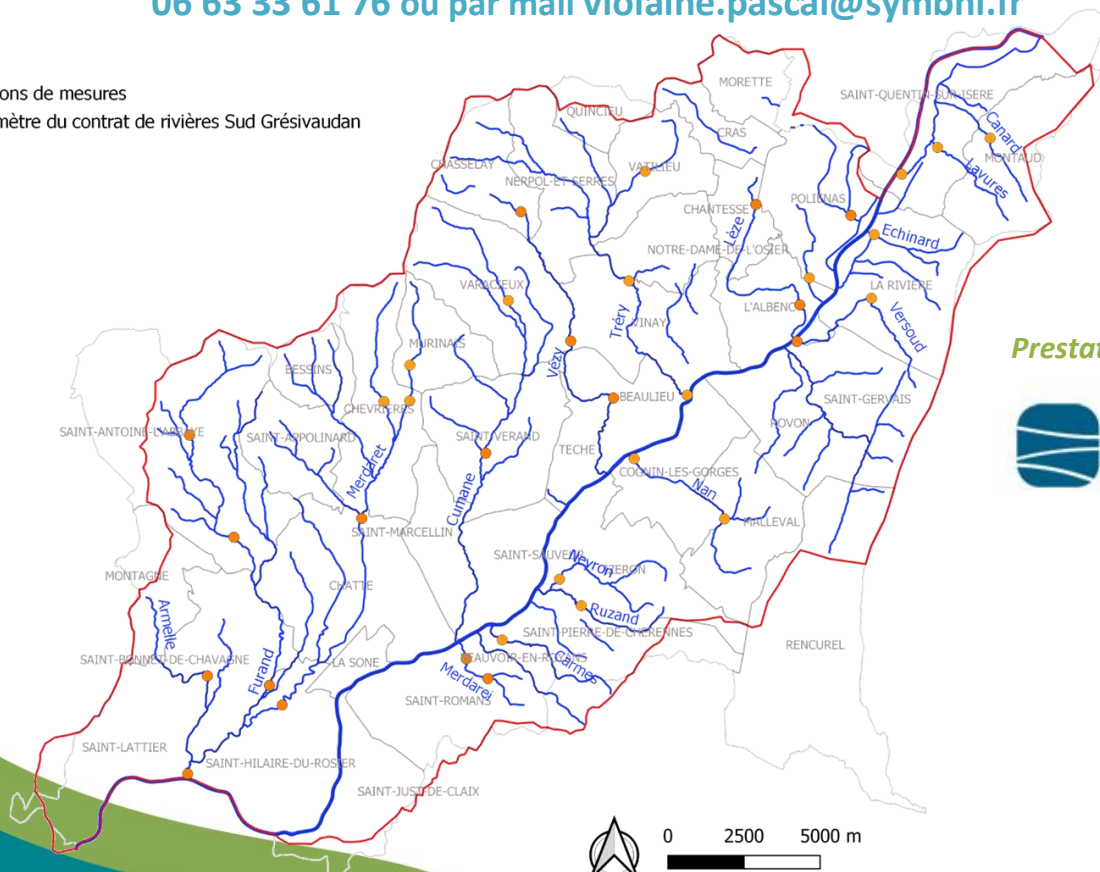 06 63 33 61 76 ou par mail violaine.pascal@symbhi.fr
ons de mesures
mètre du contrat de rivières Sud Grésivaudan
MORETTE
SAINT-QUENTIN-SUR-ISERE
QUINCIEU
CRAS
Canard
MONTAUD
CHASSELAY
VATILIEU
NERPOL-ET-SERRES
Lavures
POLIENAS
CHANTESSE
Lèze
Echinard
NOTRE-DAME-DE-L'OSIER
VARACIEUX
LA RIVIERE
L'ALBENC
Versoud
Tréry
VINAY
Prestat
MURINAIS
Vézy
BESSINS
BEAULIEU
SAINT-GERVAIS
CHEVRIERES
ROVON
SAINT-ANTOINE-L'ABBAYE
SAINT-APPOLINARD
SAINT-VERAND
TECHE
COGNIN-LES-GORGES
Merdaret
Nan
Cumane
MALLEVAL
SAINT-MARCELLIN
SAINT-SAUVEUR
Nevron
IZERON
MONTAGNE
CHATTE
Armelle
Ruzand
SAINT-PIERRE-DE-CHERENNES
RENCUREL
SAINT-BONNET-DE-CHAVAGNE
LA SONE
BEAUVOIR-EN-ROYANS
Carmes
Furand
Merdarei
SAINT-ROMANS
SAINT-LATTIER
SAINT-HILAIRE-DU-ROSIER
SAINT-JUST-DE-CLAIX
0 2500 5000 m